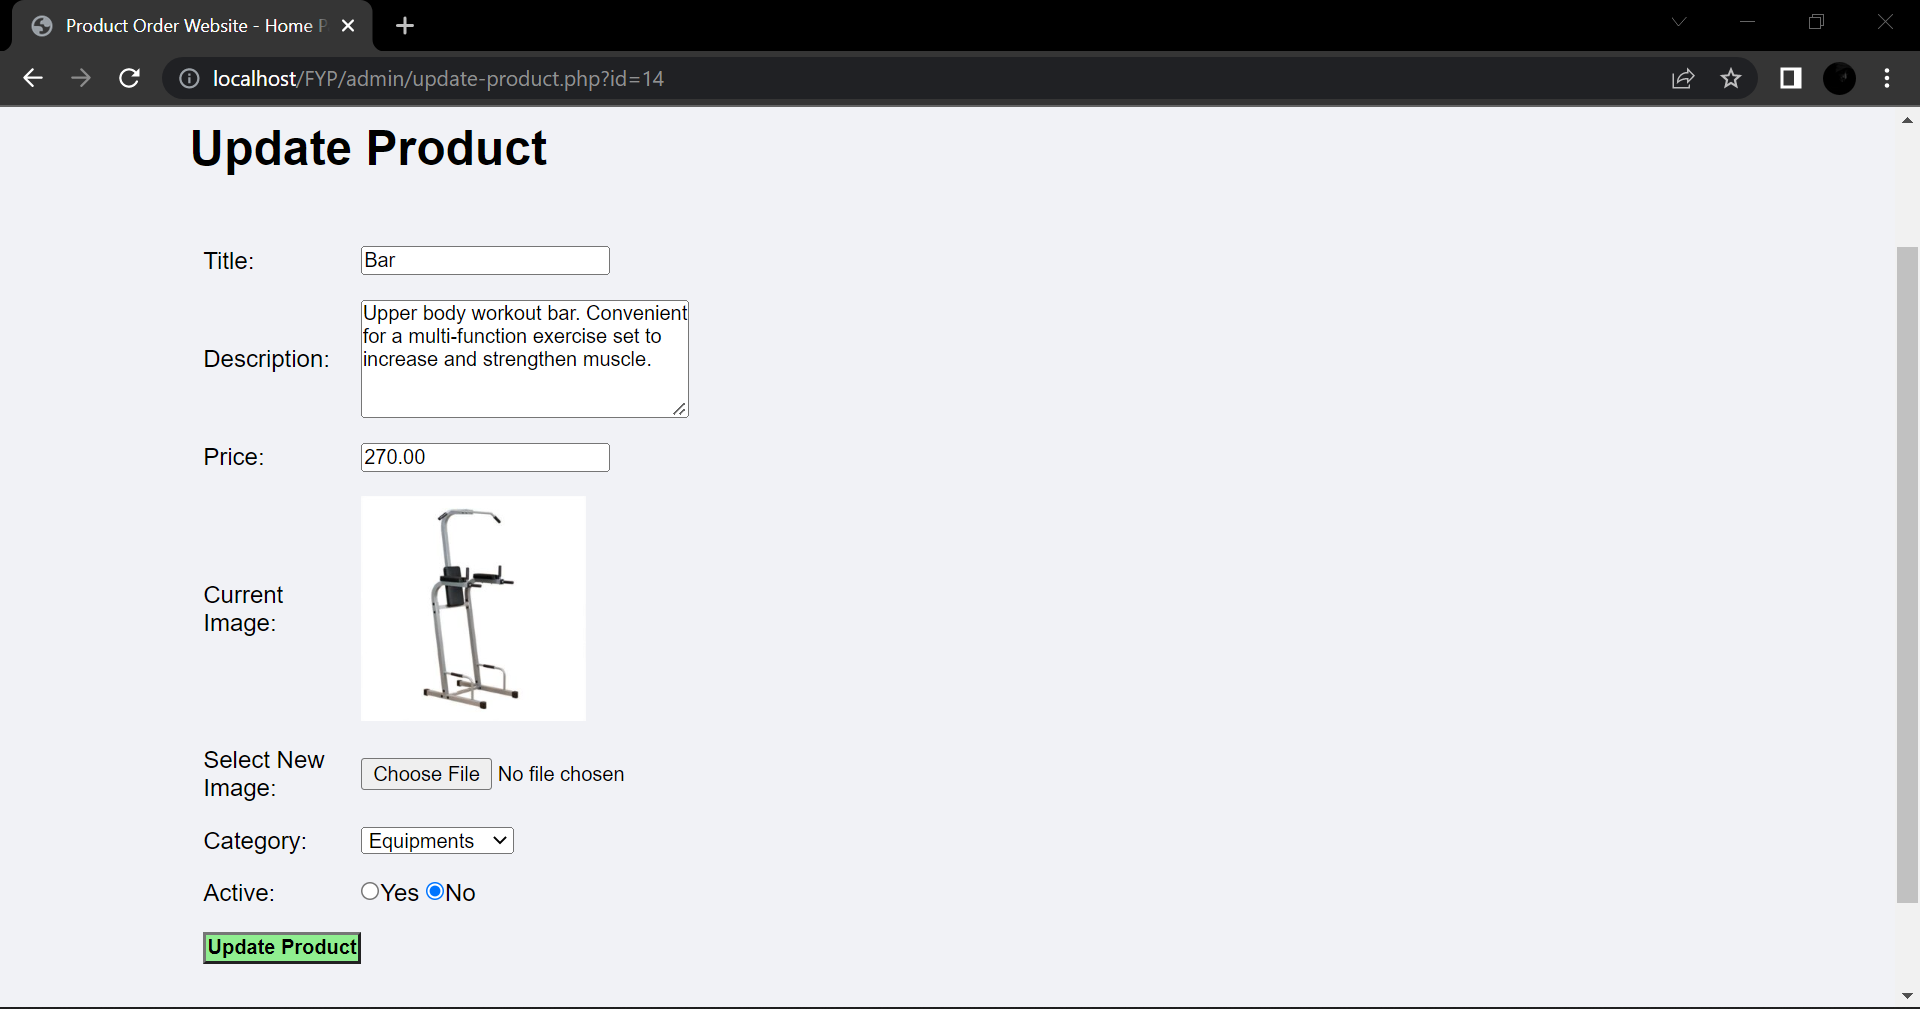 Product Order Website - Home P
localhost/FYP/admin/update-product.php?id=14
Update Product
Title:
Bar
Description:
Upper body workout bar. Convenient
for a multi-function exercise set to
increase and strengthen muscle.
Price:
270.00
Current
Image:
Select New
Image:
Choose File No file chosen
Category:
Equipments
Active:
Yes No
Update Product